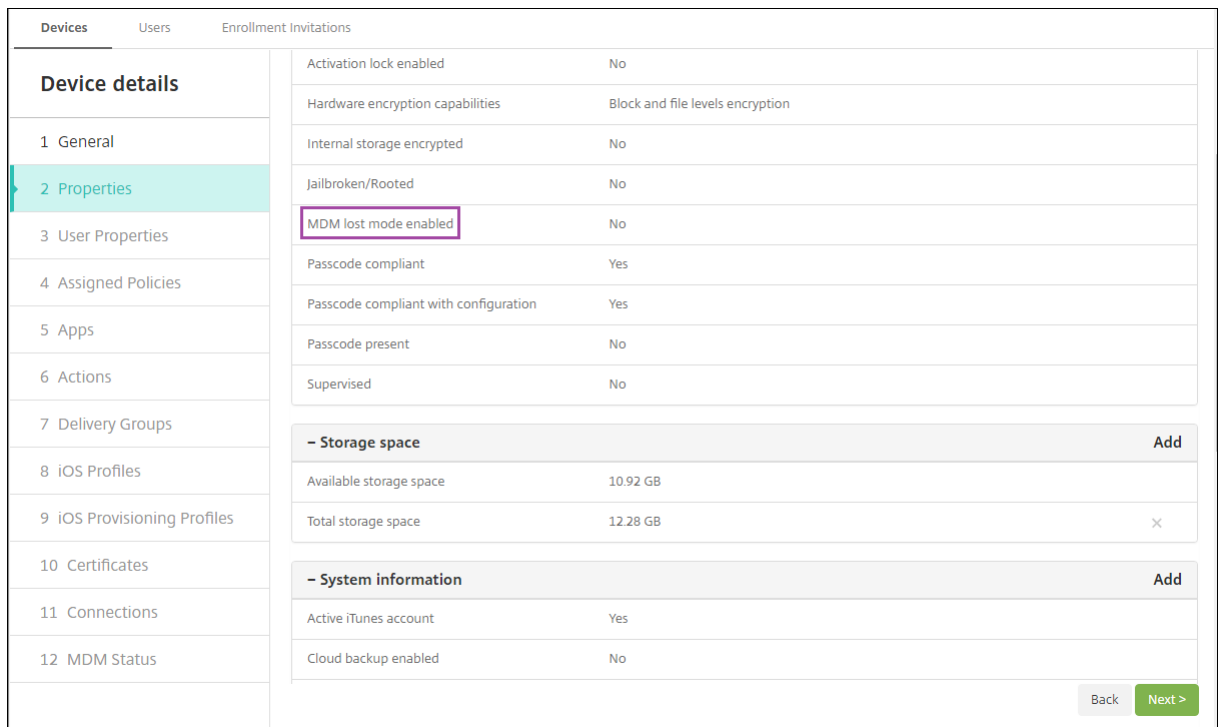 Devices Users Enrollment Invitations
Device details
1 General
2 Properties
3 User Properties
4 Assigned Policies
5 Apps
6 Actions
7 Delivery Groups
8 iOS Profiles
9 iOS Provisioning Profiles
10 Certificates
11 Connections
12 MDM Status
Activation lock enabled No
Hardware encryption capabilities Block and file levels encryption
Internal storage encrypted No
Jailbroken/Rooted No
MDM lost mode enabled No
Passcode compliant Yes
Passcode compliant with configuration Yes
Passcode present No
Supervised No
– Storage space Add
Available storage space 10.92 GB
Total storage space 12.28 GB ×
– System information Add
Active iTunes account Yes
Cloud backup enabled No
Back Next >